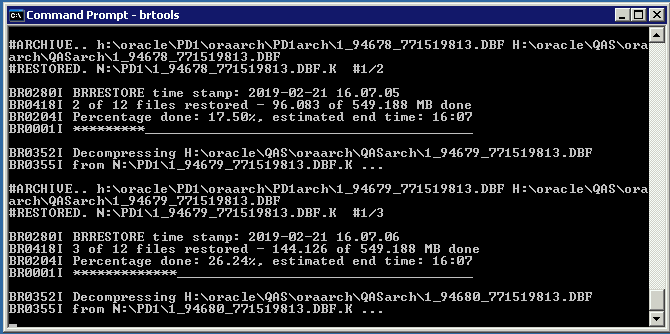 Command Prompt - brtools
#ARCHIVE.. h:\oracle\PD1\oraarch\PD1arch\1_94678_771519813.DBF H:\oracle\QAS\ora
arch\QASarch\1_94678_771519813.DBF
#RESTORED. N:\PD1\1_94678_771519813.DBF.K  #1/2
BR0280I BRRESTORE time stamp: 2019-02-21 16.07.05
BR0418I 2 of 12 files restored - 96.083 of 549.188 MB done
BR0204I Percentage done: 17.50%, estimated end time: 16:07
BR0001I *********_________________________________________
BR0352I Decompressing H:\oracle\QAS\oraarch\QASarch\1_94679_771519813.DBF
BR0355I from N:\PD1\1_94679_771519813.DBF.K ...
#ARCHIVE.. h:\oracle\PD1\oraarch\PD1arch\1_94679_771519813.DBF H:\oracle\QAS\ora
arch\QASarch\1_94679_771519813.DBF
#RESTORED. N:\PD1\1_94679_771519813.DBF.K  #1/3
BR0280I BRRESTORE time stamp: 2019-02-21 16.07.06
BR0418I 3 of 12 files restored - 144.126 of 549.188 MB done
BR0204I Percentage done: 26.24%, estimated end time: 16:07
BR0001I *************_____________________________________
BR0352I Decompressing H:\oracle\QAS\oraarch\QASarch\1_94680_771519813.DBF
BR0355I from N:\PD1\1_94680_771519813.DBF.K ...